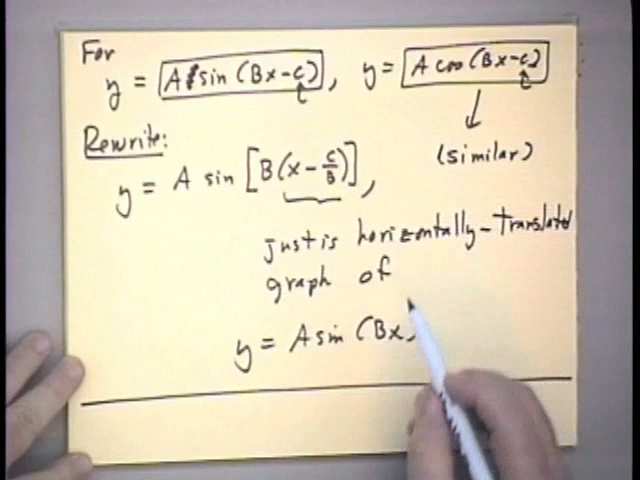 For
y = A sin (Bx - C), y = A cos (Bx - C)
Rewrite:
(similar)
y = A sin [B(x - C/B)],
just is horizontally-translated
graph of
y = A sin (Bx